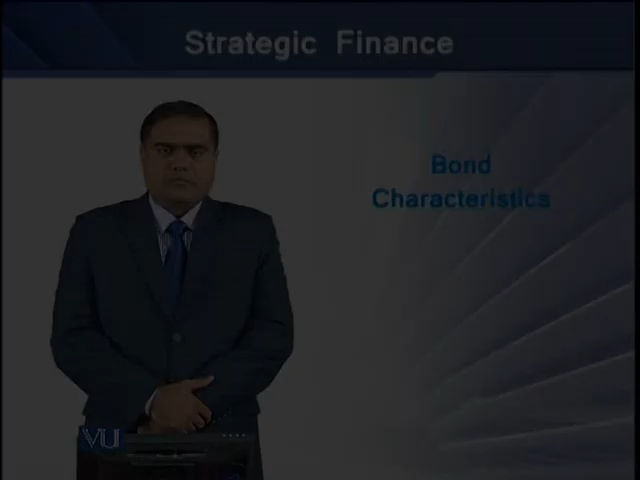 Strategic Finance
Bond
Characteristics
VU